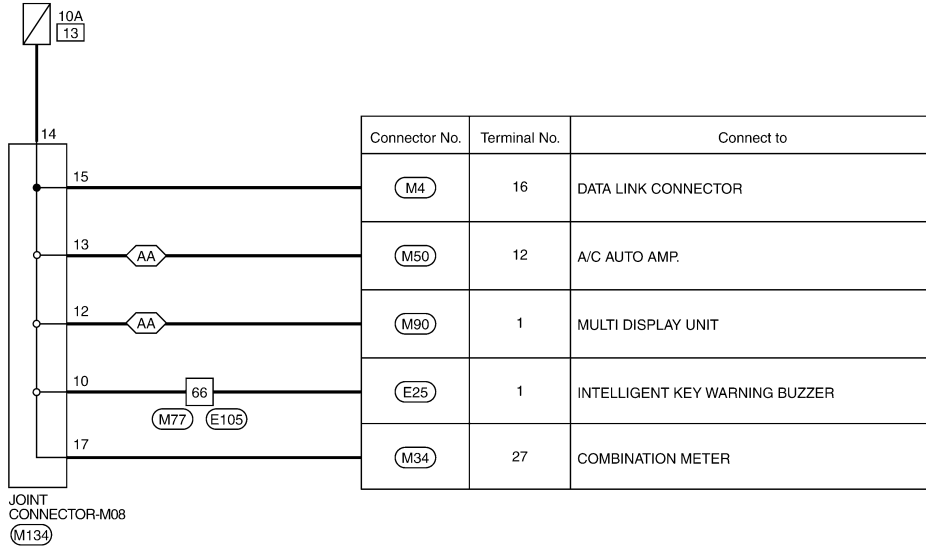 10A
13
14
Connector No. Terminal No. Connect to
15 M4 16 DATA LINK CONNECTOR
13 AA M50 12 A/C AUTO AMP.
12 AA M90 1 MULTI DISPLAY UNIT
10 66 E25 1 INTELLIGENT KEY WARNING BUZZER
M77 E105
17 M34 27 COMBINATION METER
JOINT
CONNECTOR-M08
M134